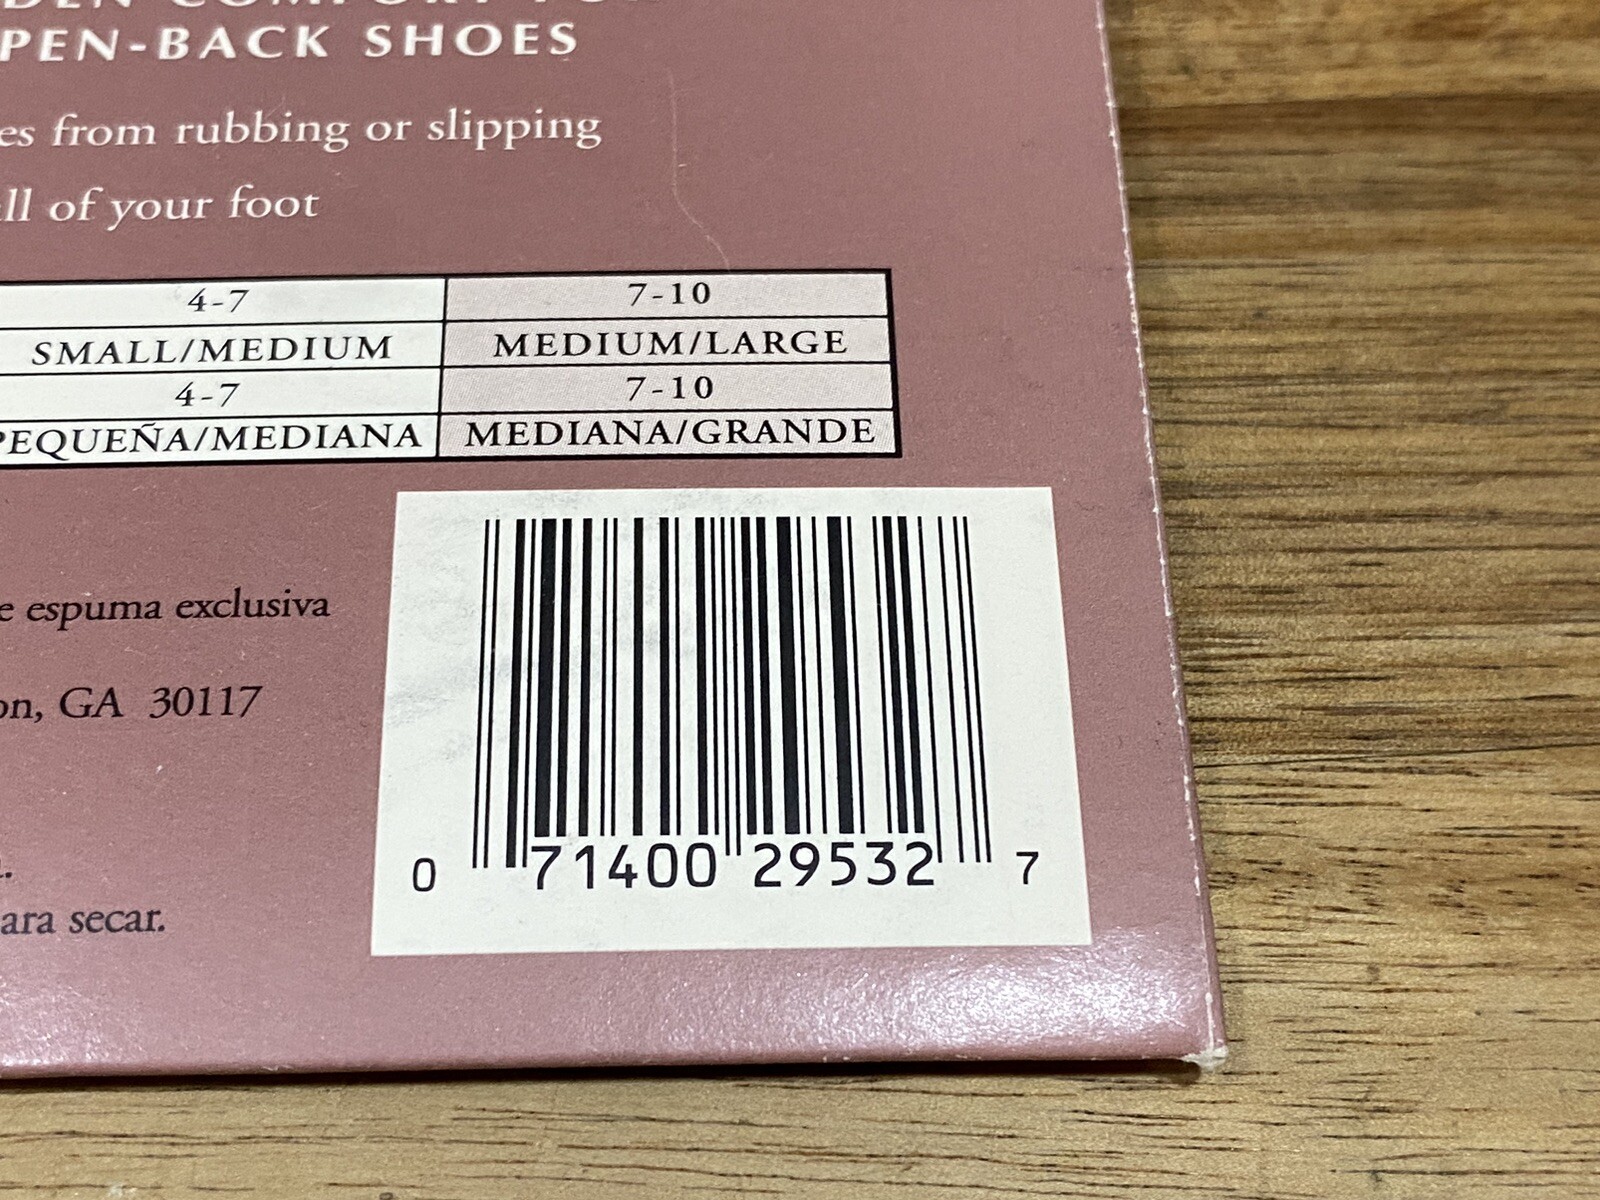 PEN-BACK SHOES
es from rubbing or slipping
ll of your foot
4-7 7-10
SMALL/MEDIUM MEDIUM/LARGE
4-7 7-10
PEQUEÑA/MEDIANA MEDIANA/GRANDE
e espuma exclusiva
on, GA 30117
ara secar.
0 71400 29532 7